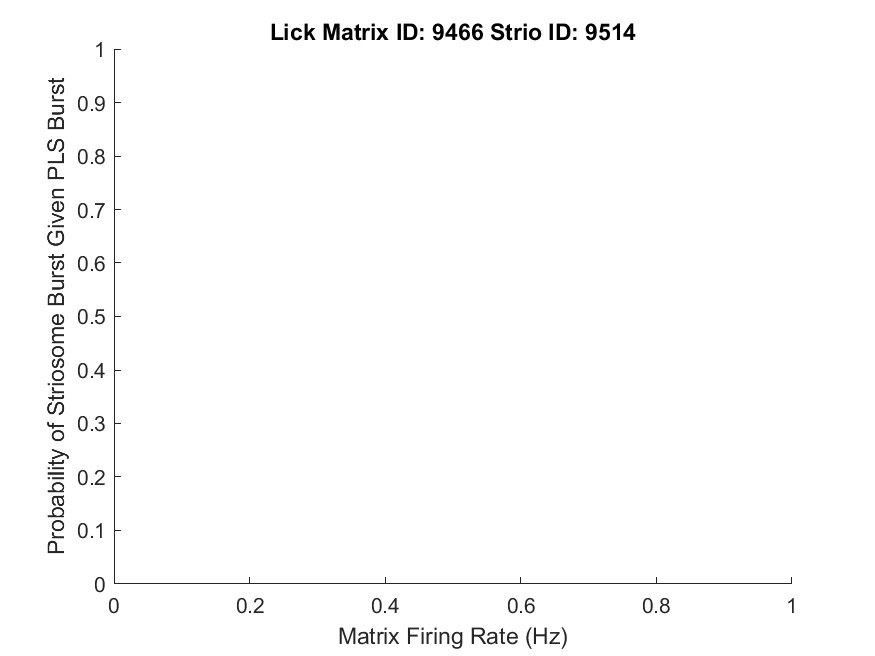 Lick Matrix ID: 9466 Strio ID: 9514
Probability of Striosome Burst Given PLS Burst
1
0.9
0.8
0.7
0.6
0.5
0.4
0.3
0.2
0.1
0
0 0.2 0.4 0.6 0.8 1
Matrix Firing Rate (Hz)